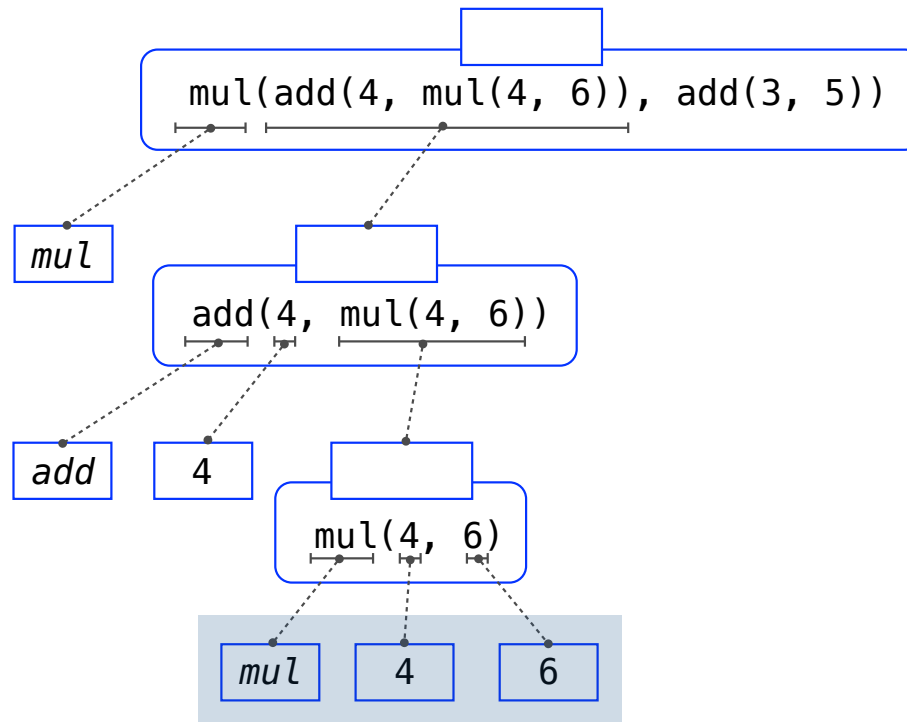 mul(add(4, mul(4, 6)), add(3, 5))
mul
add(4, mul(4, 6))
add
4
mul(4, 6)
mul
4
6